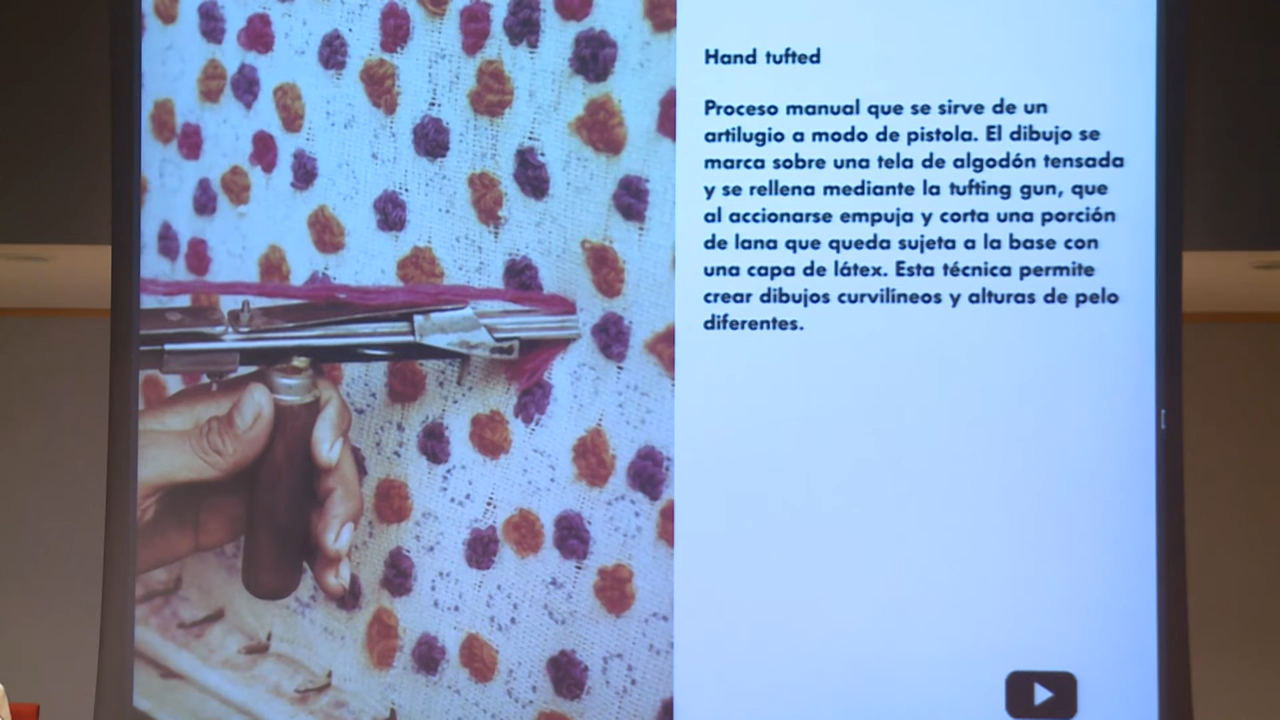 Hand tufted
Proceso manual que se sirve de un
artilugio a modo de pistola. El dibujo se
marca sobre una tela de algodón tensada
y se rellena mediante la tufting gun, que
al accionarse empuja y corta una porción
de lana que queda sujeta a la base con
una capa de látex. Esta técnica permite
crear dibujos curvilíneos y alturas de pelo
diferentes.